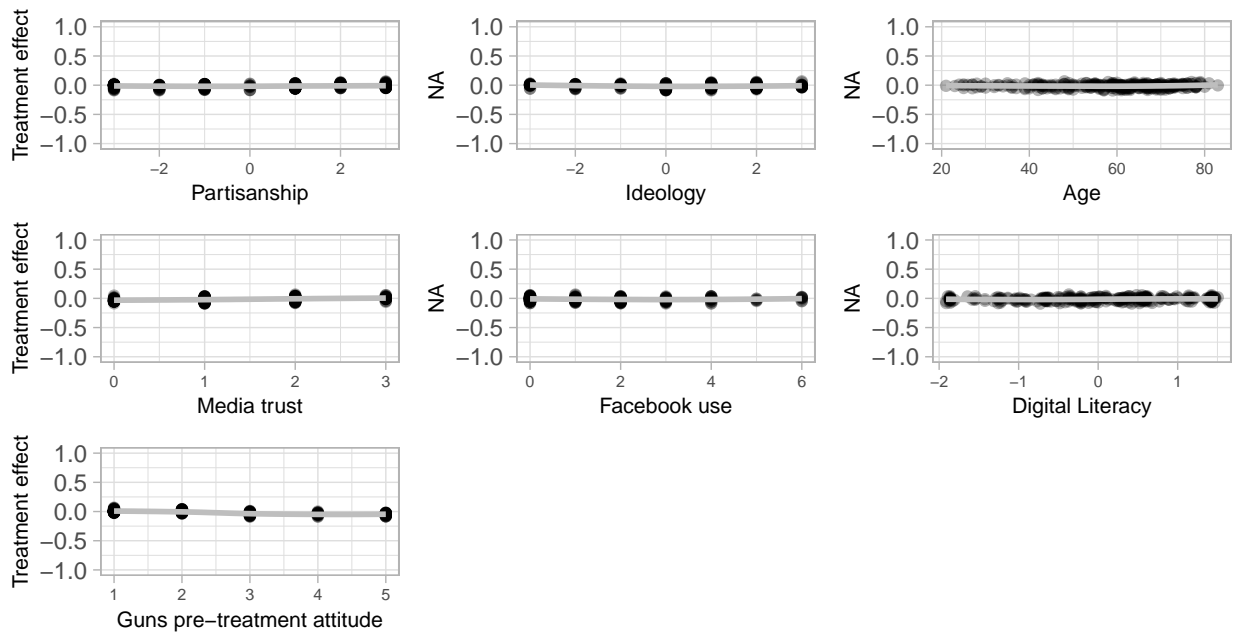 Treatment effect
1.0
0.5
0.0
−0.5
−1.0
−2 0 2
Partisanship
NA
1.0
0.5
0.0
−0.5
−1.0
−2 0 2
Ideology
NA
1.0
0.5
0.0
−0.5
−1.0
20 40 60 80
Age
Treatment effect
1.0
0.5
0.0
−0.5
−1.0
0 1 2 3
Media trust
NA
1.0
0.5
0.0
−0.5
−1.0
0 2 4 6
Facebook use
NA
1.0
0.5
0.0
−0.5
−1.0
−2 −1 0 1
Digital Literacy
Treatment effect
1.0
0.5
0.0
−0.5
−1.0
1 2 3 4 5
Guns pre−treatment attitude